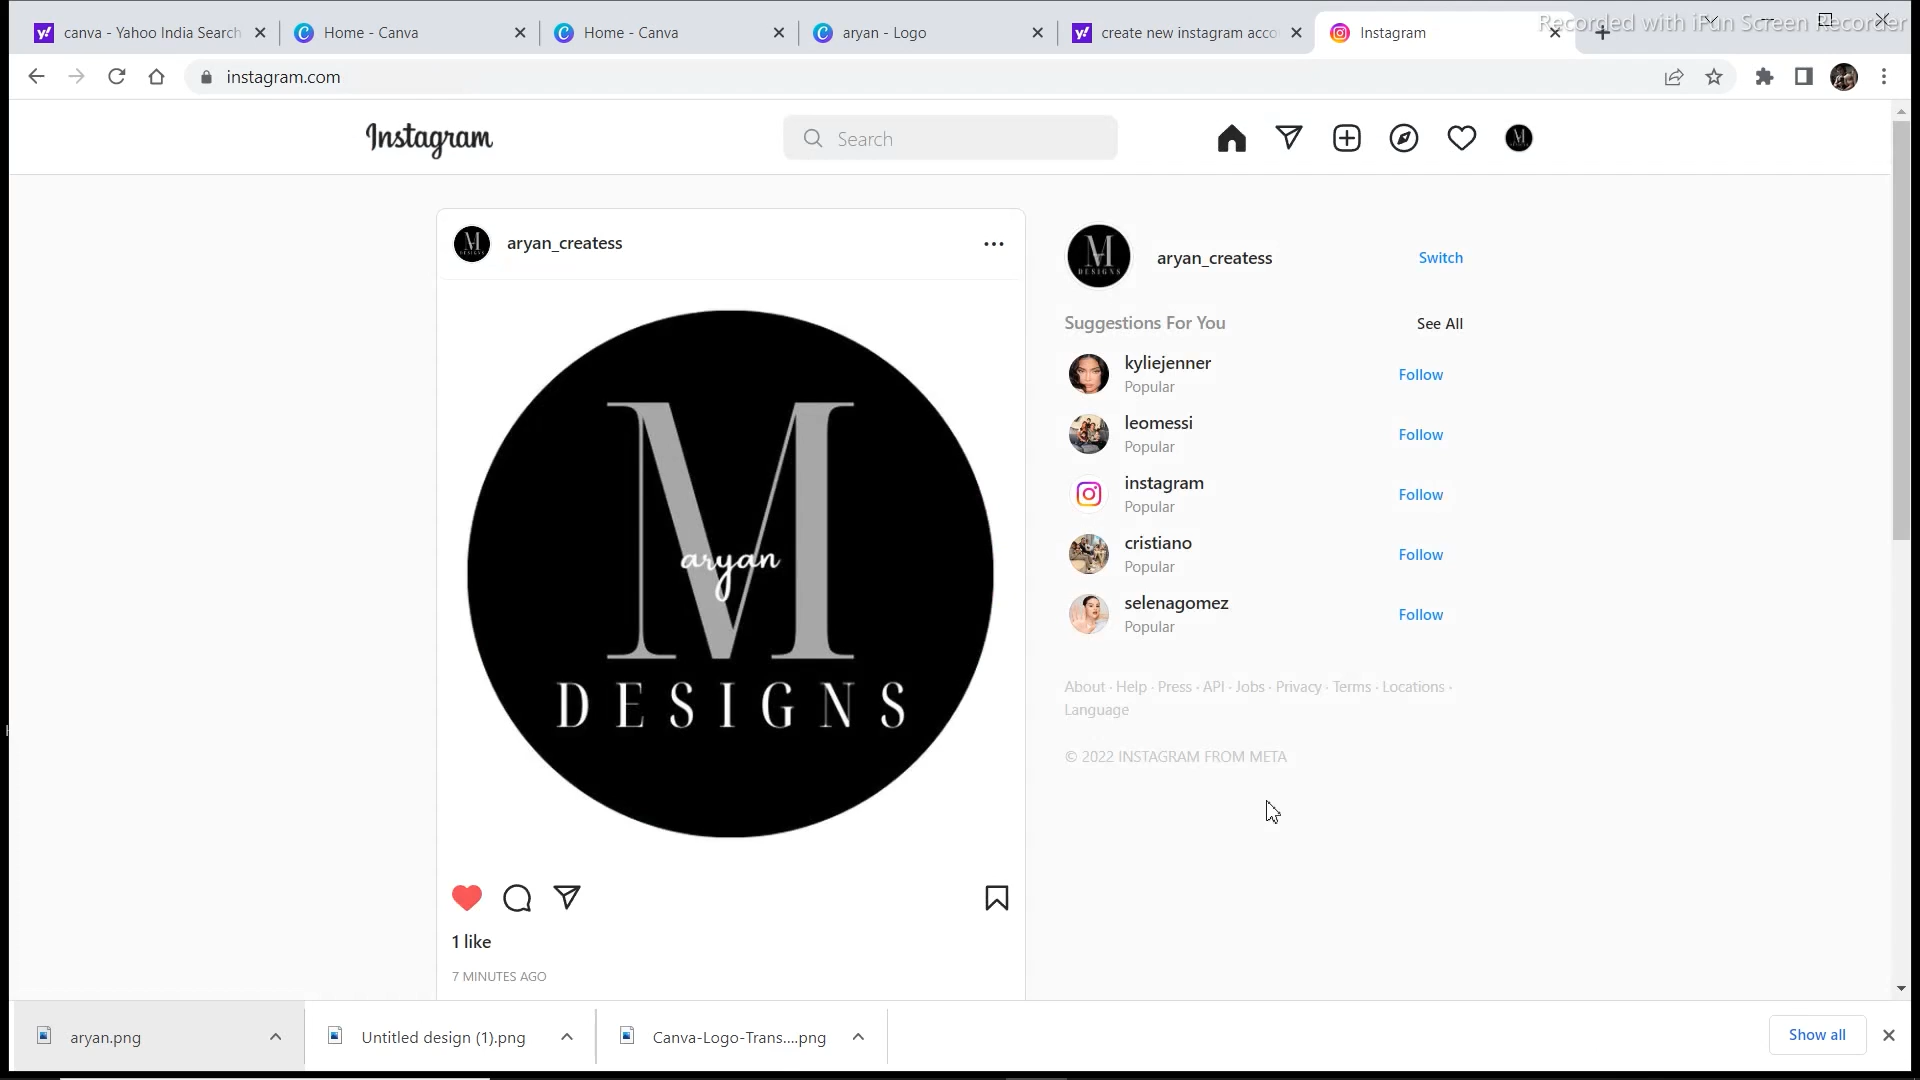 canva - Yahoo India Search
Home - Canva
Home - Canva
aryan - Logo
create new instagram acco
Instagram
Recorded with iFun Screen Recorder
instagram.com
Instagram
Search
M
aryan_createss
M
DESIGNS
aryan_createss
Switch
Suggestions For You
See All
kyliejenner
Popular
Follow
leomessi
Popular
Follow
instagram
Popular
Follow
cristiano
Popular
Follow
selenagomez
Popular
Follow
M
aryan
DESIGNS
About · Help · Press · API · Jobs · Privacy · Terms · Locations ·
Language
© 2022 INSTAGRAM FROM META
1 like
7 MINUTES AGO
aryan.png
Untitled design (1).png
Canva-Logo-Trans....png
Show all